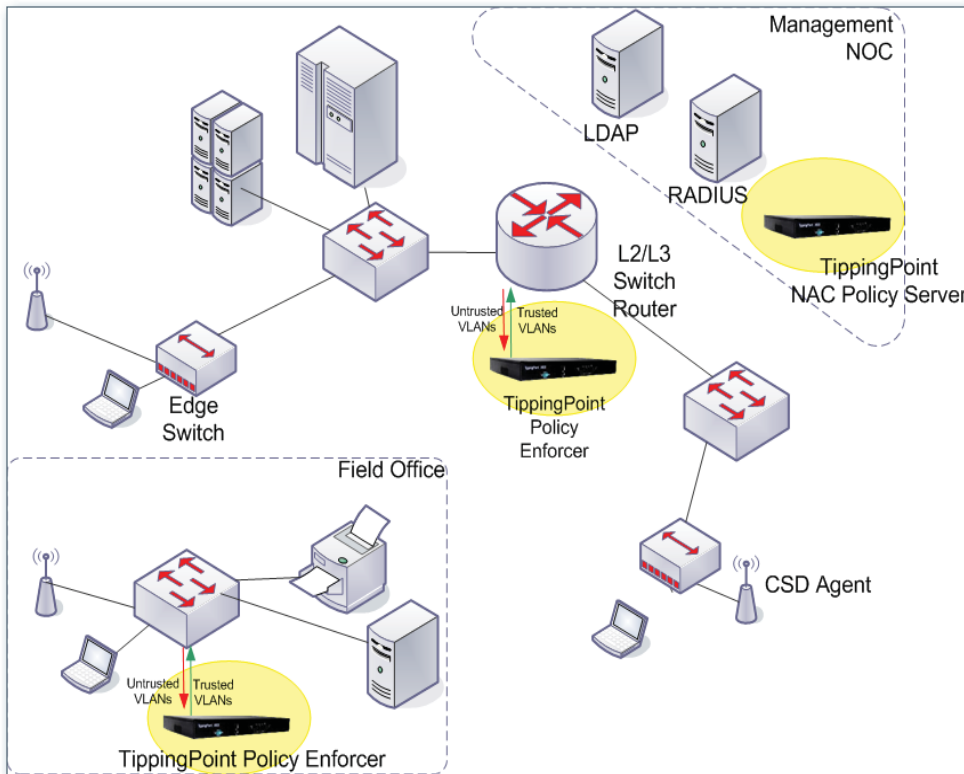 Management
NOC
LDAP
RADIUS
TippingPoint
NAC Policy Server
L2/L3
Switch
Router
Untrusted
VLANs
Trusted
VLANs
TippingPoint
Policy
Enforcer
Edge
Switch
Field Office
CSD Agent
Untrusted
VLANs
Trusted
VLANs
TippingPoint Policy Enforcer